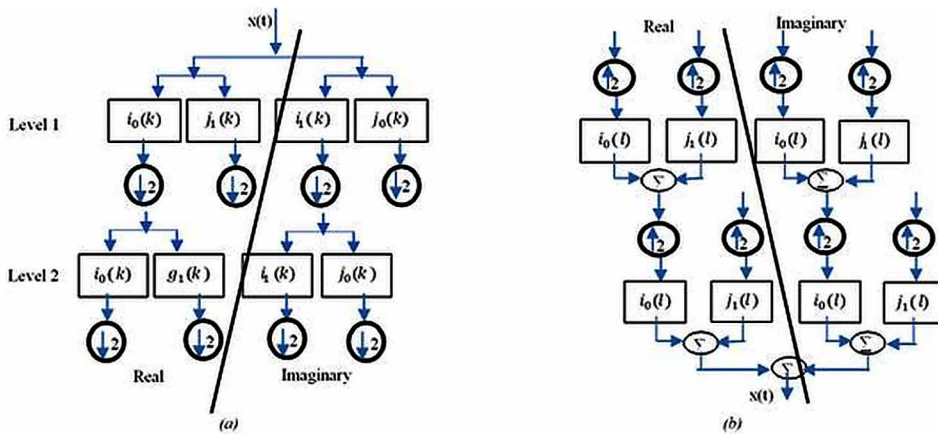 x(t)
Level 1
i₀(k) j₁(k) i₁(k) j₀(k)
2 2 2 2
Level 2
i₀(k) g₁(k) i₁(k) j₀(k)
2 2 2 2
Real Imaginary
(a)
Real Imaginary
2 2 2 2
i₀(l) j₁(l) i₀(l) j₁(l)
Σ Σ
2 2 2 2
i₀(l) j₁(l) i₀(l) j₁(l)
Σ Σ
Σ
x(t)
(b)